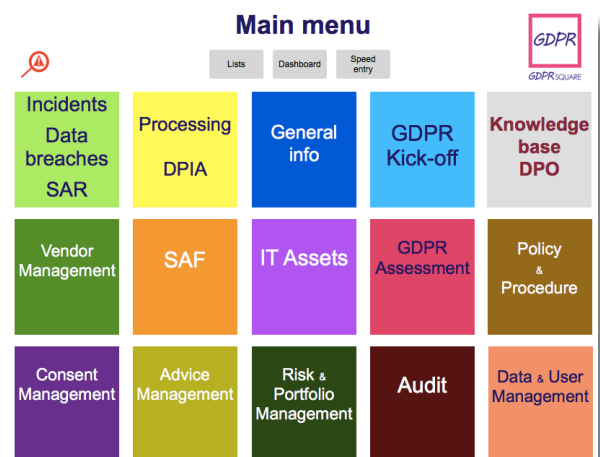 Main menu
GDPR
GDPR SQUARE
Lists
Dashboard
Speed
entry
Incidents
Data
breaches
SAR
Processing
DPIA
General
info
GDPR
Kick-off
Knowledge
base
DPO
Vendor
Management
SAF
IT Assets
GDPR
Assessment
Policy
&
Procedure
Consent
Management
Advice
Management
Risk &
Portfolio
Management
Audit
Data & User
Management